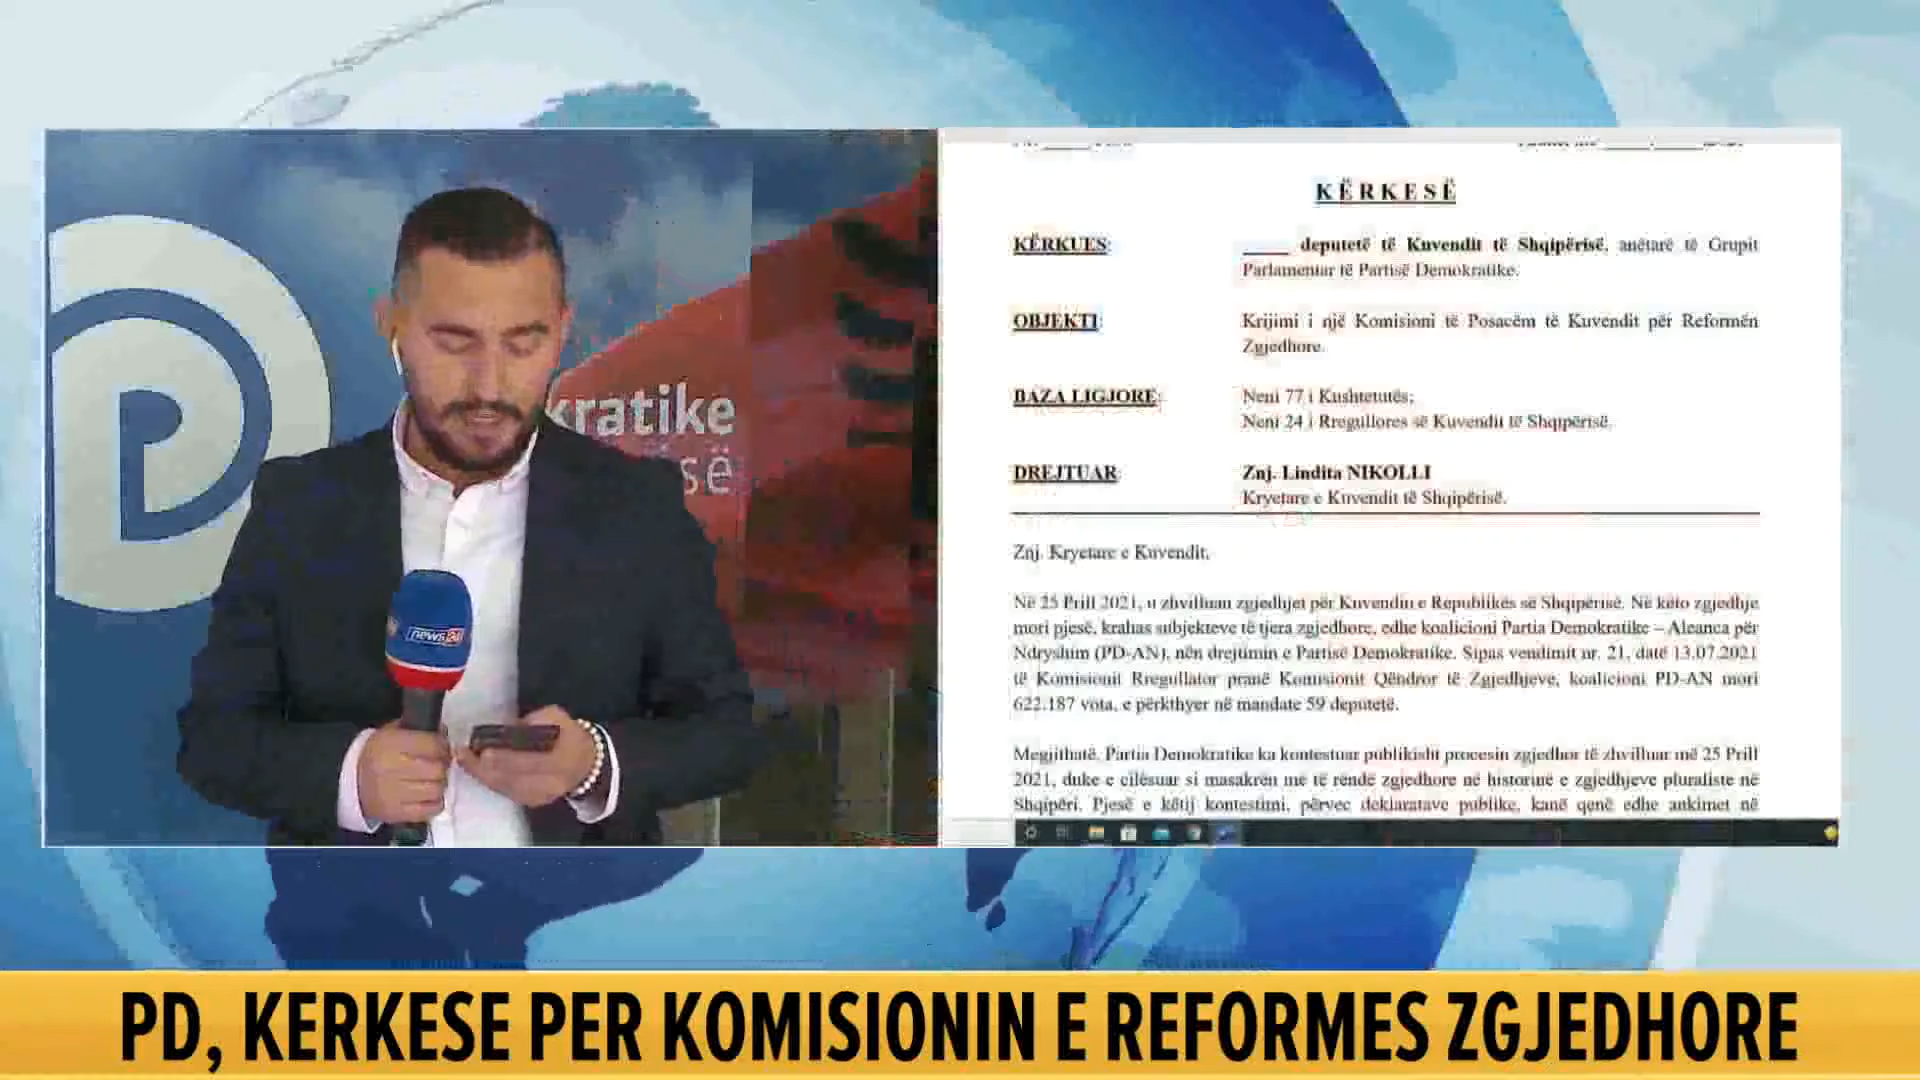 kratike
së
news24
KËRKESË
KËRKUES: _____ deputetë të Kuvendit të Shqipërisë, anëtarë të Grupit
Parlamentar të Partisë Demokratike.
OBJEKTI: Krijimi i një Komisioni të Posaçëm të Kuvendit për Reformën
Zgjedhore.
BAZA LIGJORE: Neni 77 i Kushtetutës;
Neni 24 i Rregullores së Kuvendit të Shqipërisë.
DREJTUAR: Znj. Lindita NIKOLLI
Kryetare e Kuvendit të Shqipërisë.
Znj. Kryetare e Kuvendit,
Në 25 Prill 2021, u zhvilluan zgjedhjet për Kuvendin e Republikës së Shqipërisë. Në këto zgjedhje
mori pjesë, krahas subjekteve të tjera zgjedhore, edhe koalicioni Partia Demokratike – Aleanca për
Ndryshim (PD-AN), nën drejtimin e Partisë Demokratike. Sipas vendimit nr. 21, datë 13.07.2021
të Komisionit Rregullator pranë Komisionit Qëndror të Zgjedhjeve, koalicioni PD-AN mori
622.187 vota, e përkthyer në mandate 59 deputetë.
Megjithatë, Partia Demokratike ka kontestuar publikisht procesin zgjedhor të zhvilluar më 25 Prill
2021, duke e cilësuar si masakrën më të rëndë zgjedhore në historinë e zgjedhjeve pluraliste në
Shqipëri. Pjesë e këtij kontestimi, përveç deklaratave publike, kanë qenë edhe ankimet në
PD, KERKESE PER KOMISIONIN E REFORMES ZGJEDHORE